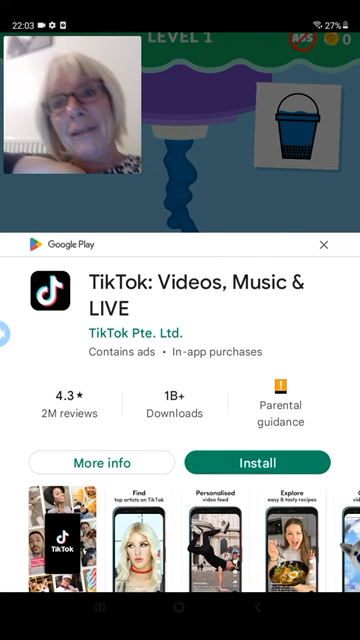 22:03
27%
LEVEL 1
ADS
0
Google Play
TikTok: Videos, Music &
LIVE
TikTok Pte. Ltd.
Contains ads • In-app purchases
4.3★
2M reviews
1B+
Downloads
Parental
guidance
More info
Install
TikTok
Find
top artists on TikTok
Personalised
video feed
Explore
easy & tasty recipes